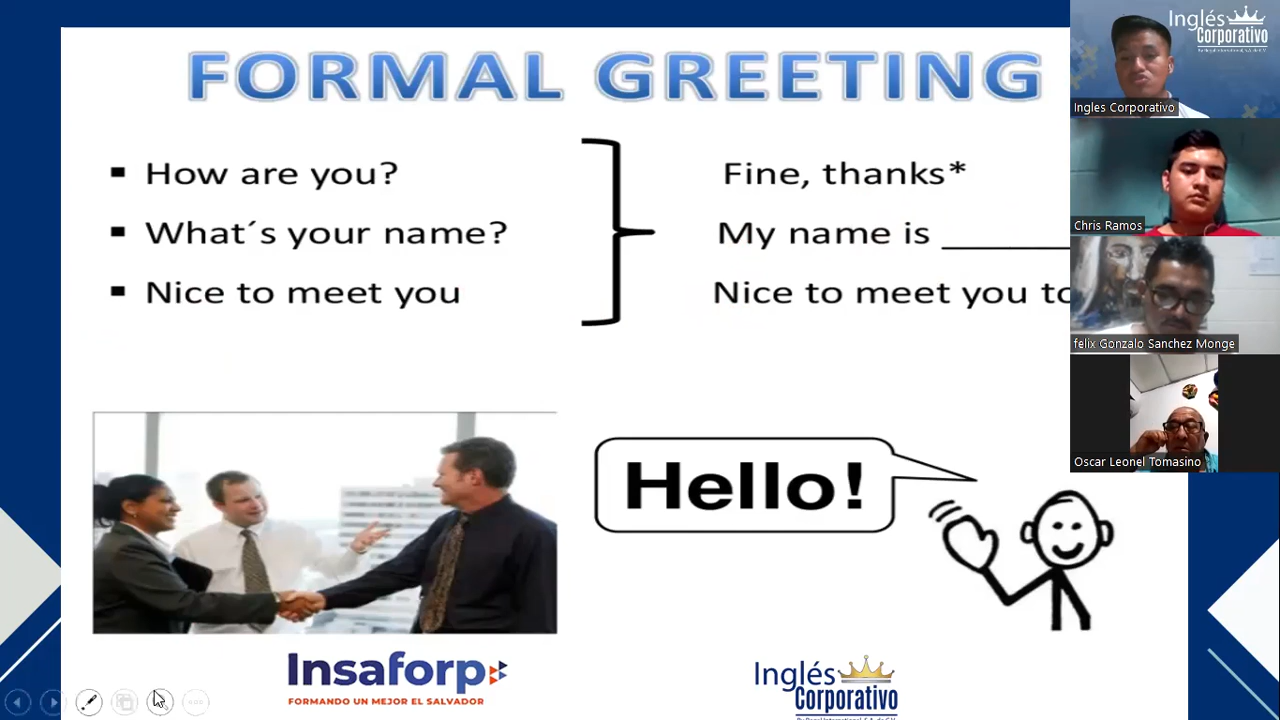 FORMAL GREETING
▪ How are you?
Fine, thanks*
▪ What´s your name?
My name is ________
▪ Nice to meet you
Nice to meet you to
Hello!
Insaforp
FORMANDO UN MEJOR EL SALVADOR
Inglés
Corporativo
Inglés
Corporativo
Ingles Corporativo
Chris Ramos
felix Gonzalo Sanchez Monge
Oscar Leonel Tomasino